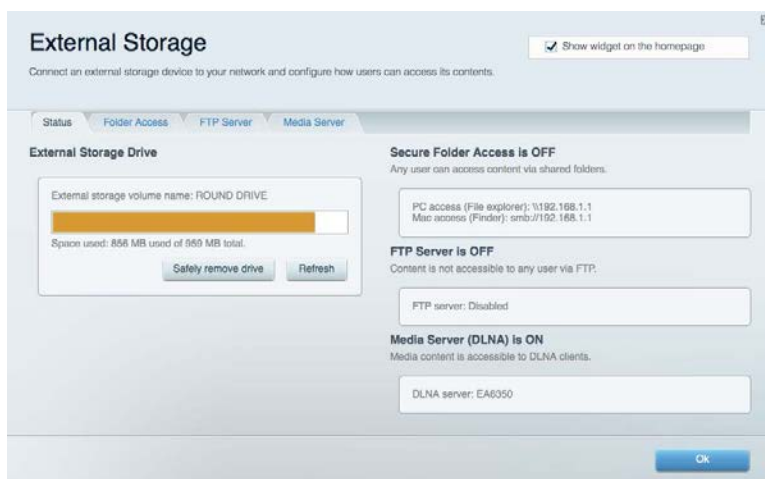 External Storage
Show widget on the homepage
Connect an external storage device to your network and configure how users can access its contents.
Status
Folder Access
FTP Server
Media Server
External Storage Drive
External storage volume name: ROUND DRIVE
Space used: 856 MB used of 969 MB total.
Safely remove drive
Refresh
Secure Folder Access is OFF
Any user can access content via shared folders.
PC access (File explorer): \\192.168.1.1
Mac access (Finder): smb://192.168.1.1
FTP Server is OFF
Content is not accessible to any user via FTP.
FTP server: Disabled
Media Server (DLNA) is ON
Media content is accessible to DLNA clients.
DLNA server: EA6350
Ok